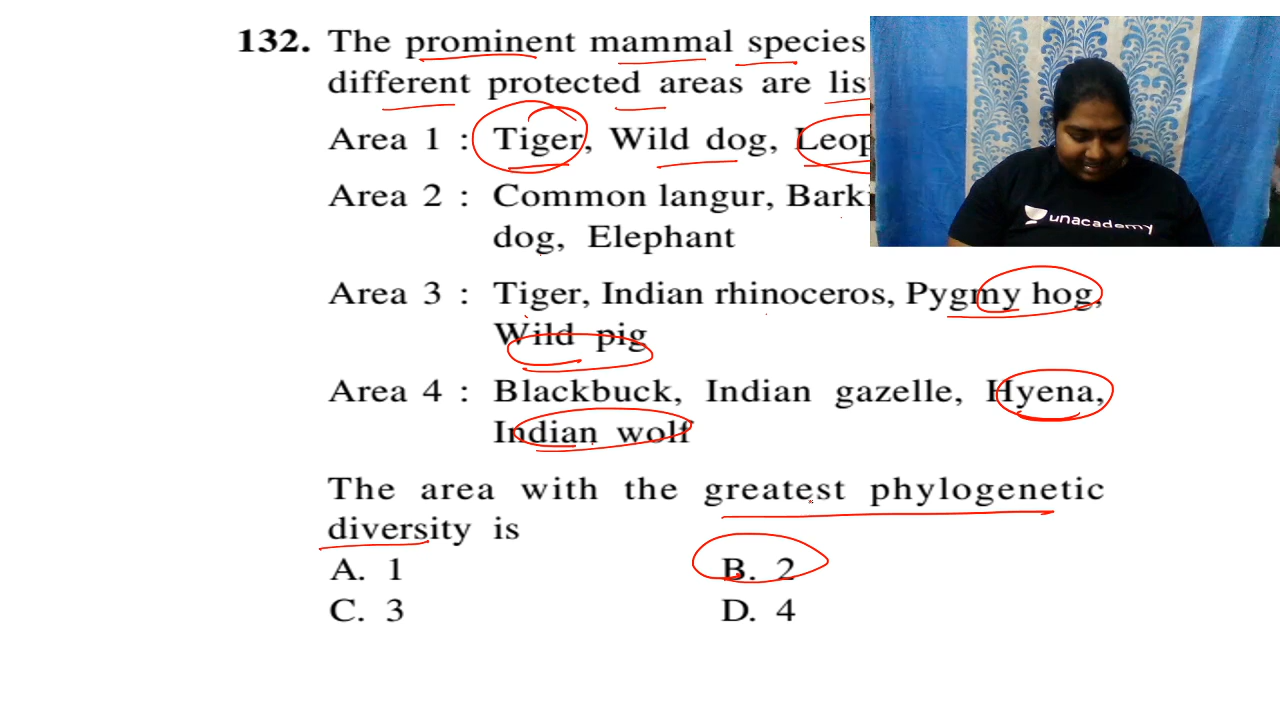 132. The prominent mammal species
different protected areas are lis
Area 1 : Tiger, Wild dog, Leop
Area 2 : Common langur, Barki
dog, Elephant
Area 3 : Tiger, Indian rhinoceros, Pygmy hog,
Wild pig
Area 4 : Blackbuck, Indian gazelle, Hyena,
Indian wolf
The area with the greatest phylogenetic
diversity is
A. 1 B. 2
C. 3 D. 4
unacademy